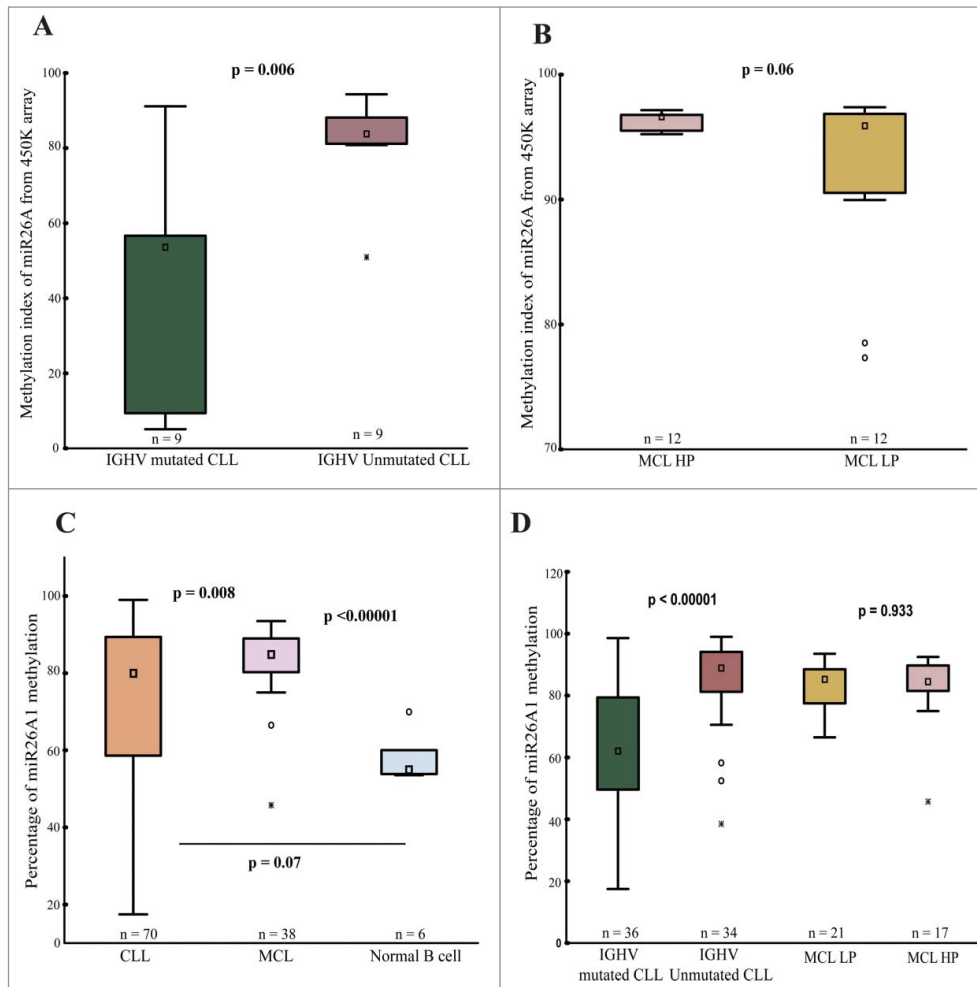 A
p = 0.006
Methylation index of miR26A from 450K array
100
80
60
40
20
0
n = 9
n = 9
IGHV mutated CLL
IGHV Unmutated CLL
B
p = 0.06
Methylation index of miR26A from 450K array
100
90
80
70
n = 12
n = 12
MCL HP
MCL LP
C
p = 0.008
p <0.00001
Percentage of miR26A1 methylation
100
80
60
40
20
0
p = 0.07
n = 70
n = 38
n = 6
CLL
MCL
Normal B cell
D
p < 0.00001
p = 0.933
Percentage of miR26A1 methylation
120
100
80
60
40
20
0
n = 36
n = 34
n = 21
n = 17
IGHV
mutated CLL
IGHV
Unmutated CLL
MCL LP
MCL HP